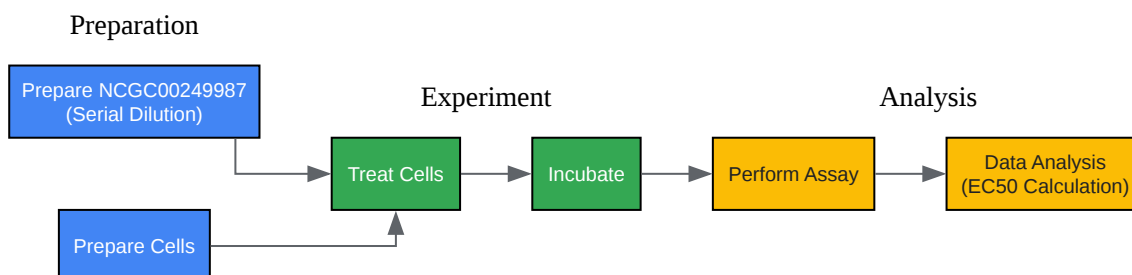 Preparation
Prepare NCGC00249987
(Serial Dilution)
Prepare Cells
Experiment
Treat Cells
Incubate
Analysis
Perform Assay
Data Analysis
(EC50 Calculation)